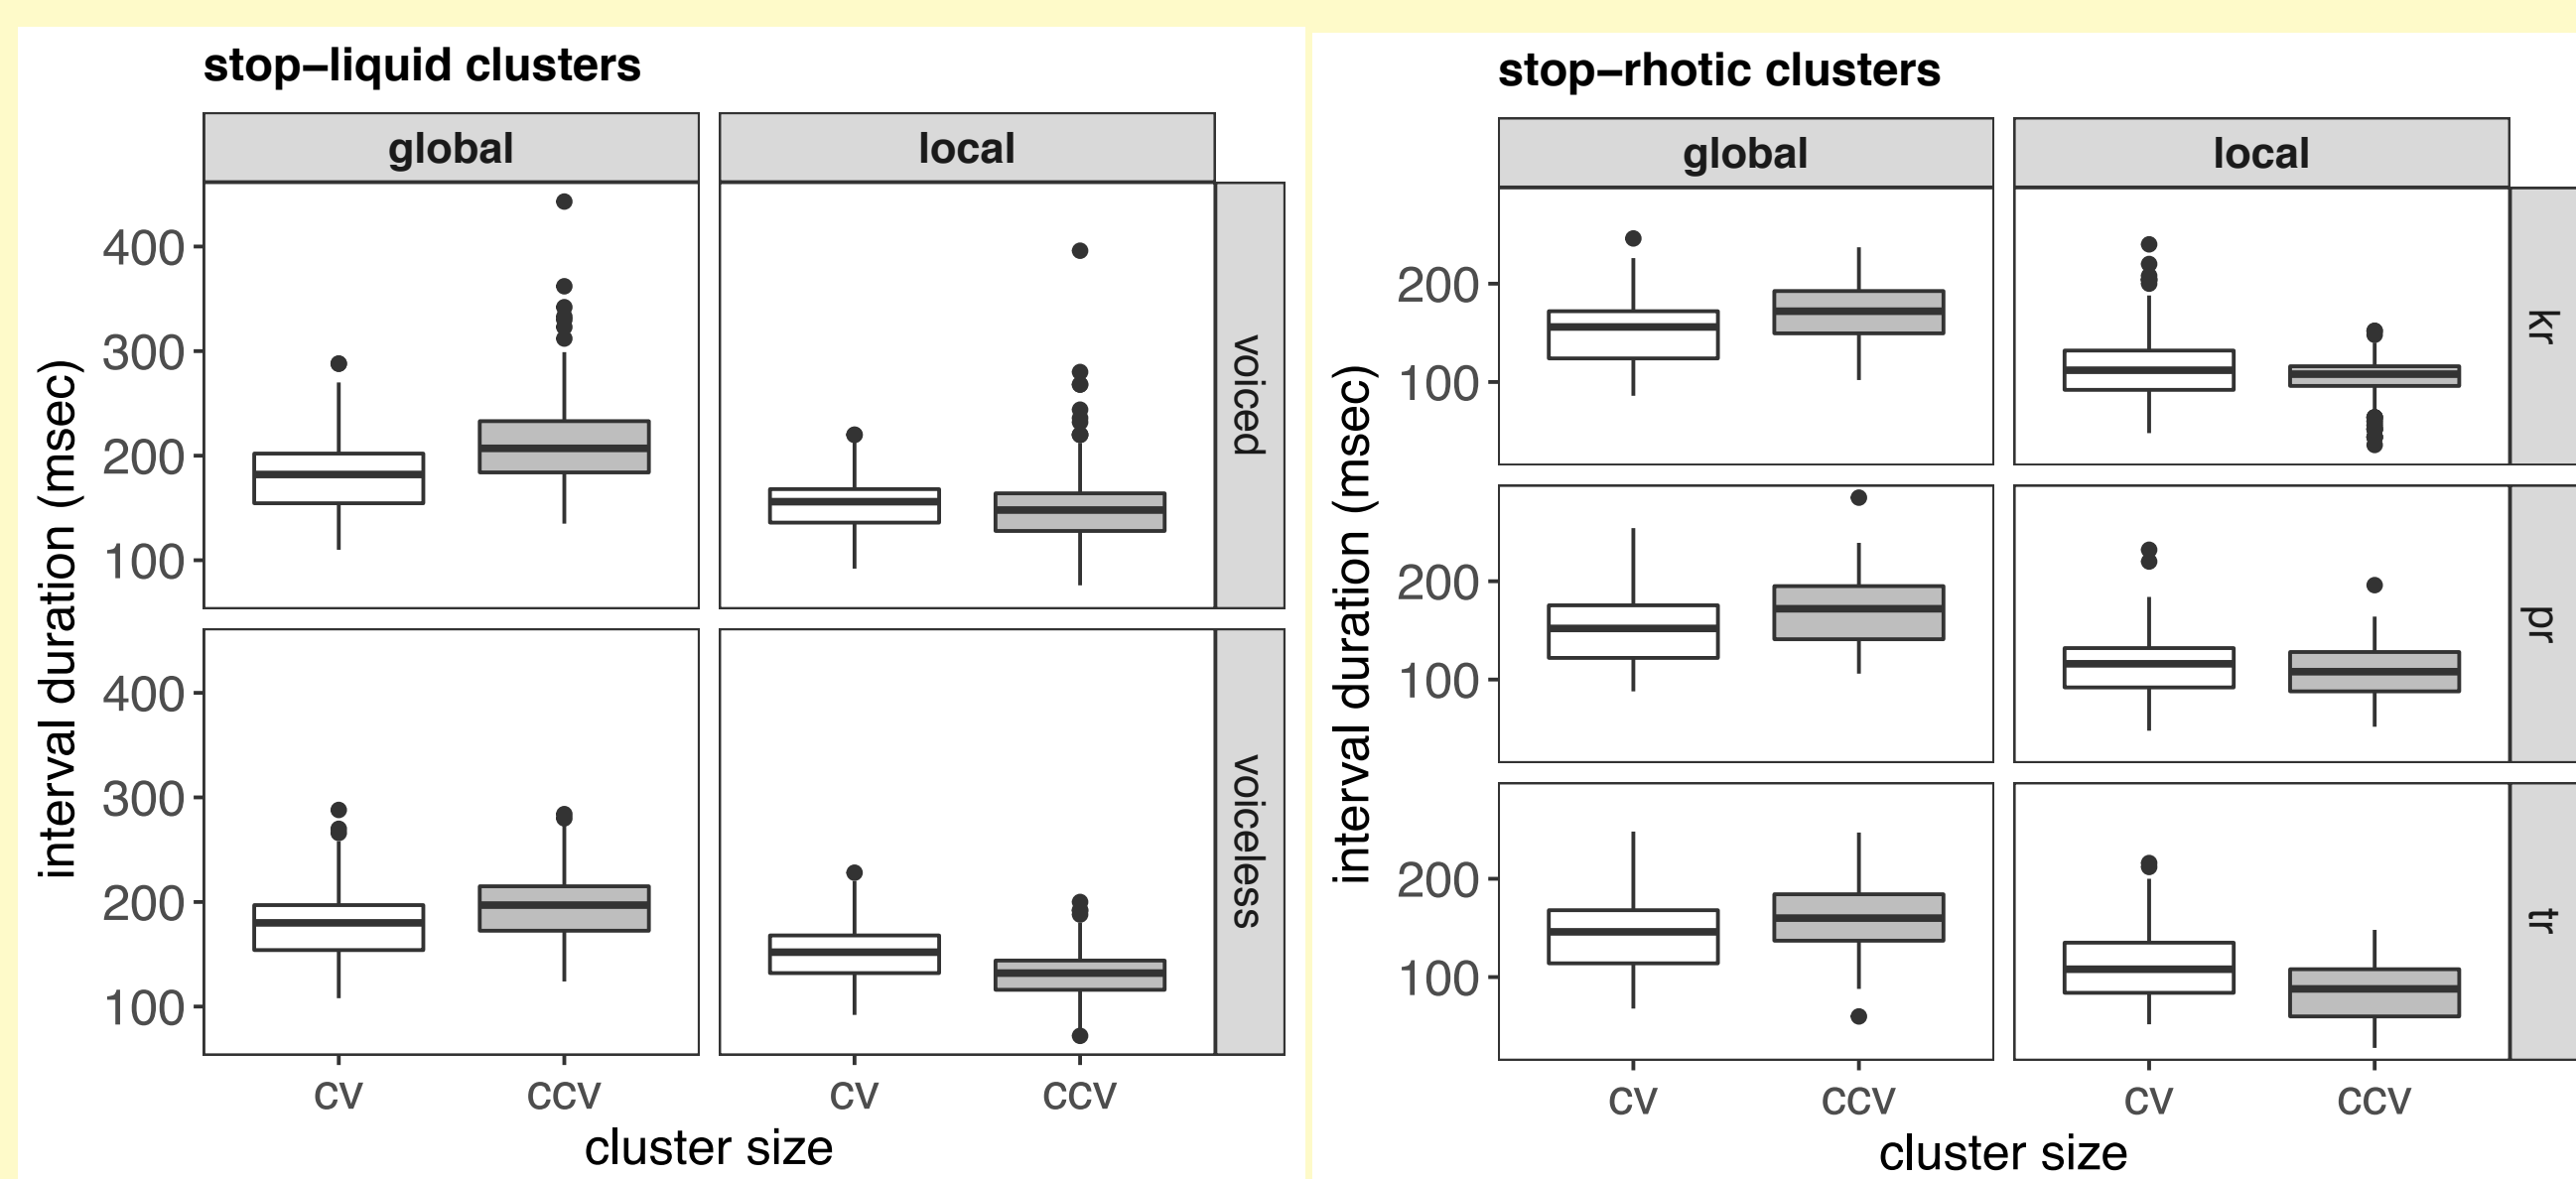 stop–liquid clusters
global
local
400
300
200
100
voiced
400
300
200
100
voiceless
interval duration (msec)
cv
ccv
cv
ccv
cluster size
stop–rhotic clusters
global
local
200
100
kr
200
100
pr
200
100
tr
interval duration (msec)
cv
ccv
cv
ccv
cluster size